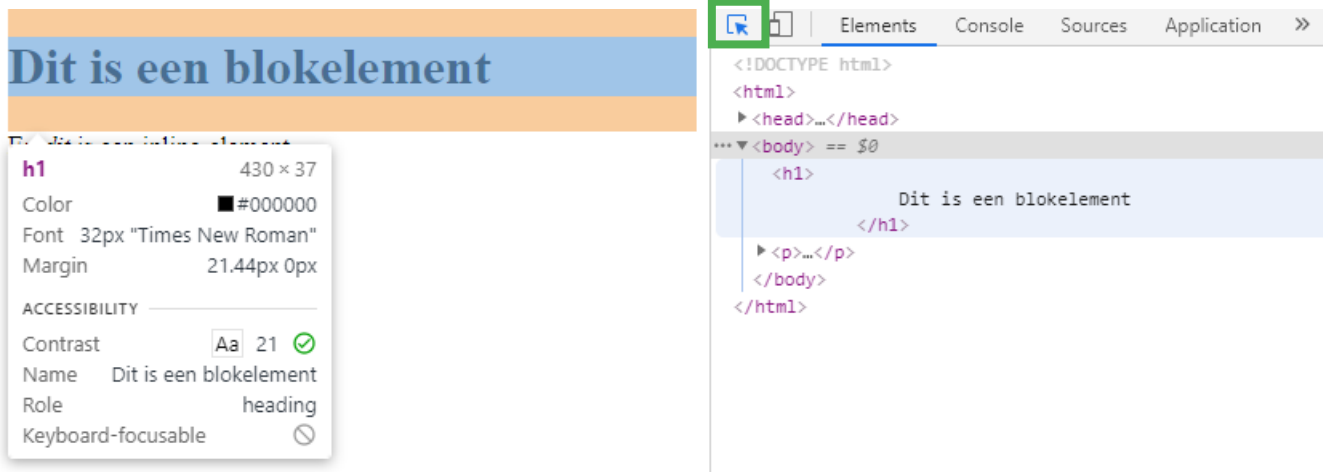 Dit is een blokelement
h1 430 × 37
Color #000000
Font 32px "Times New Roman"
Margin 21.44px 0px
ACCESSIBILITY
Contrast Aa 21
Name Dit is een blokelement
Role heading
Keyboard-focusable
Elements Console Sources Application »
<!DOCTYPE html>
<html>
<head>…</head>
<body> == $0
<h1>
Dit is een blokelement
</h1>
<p>…</p>
</body>
</html>